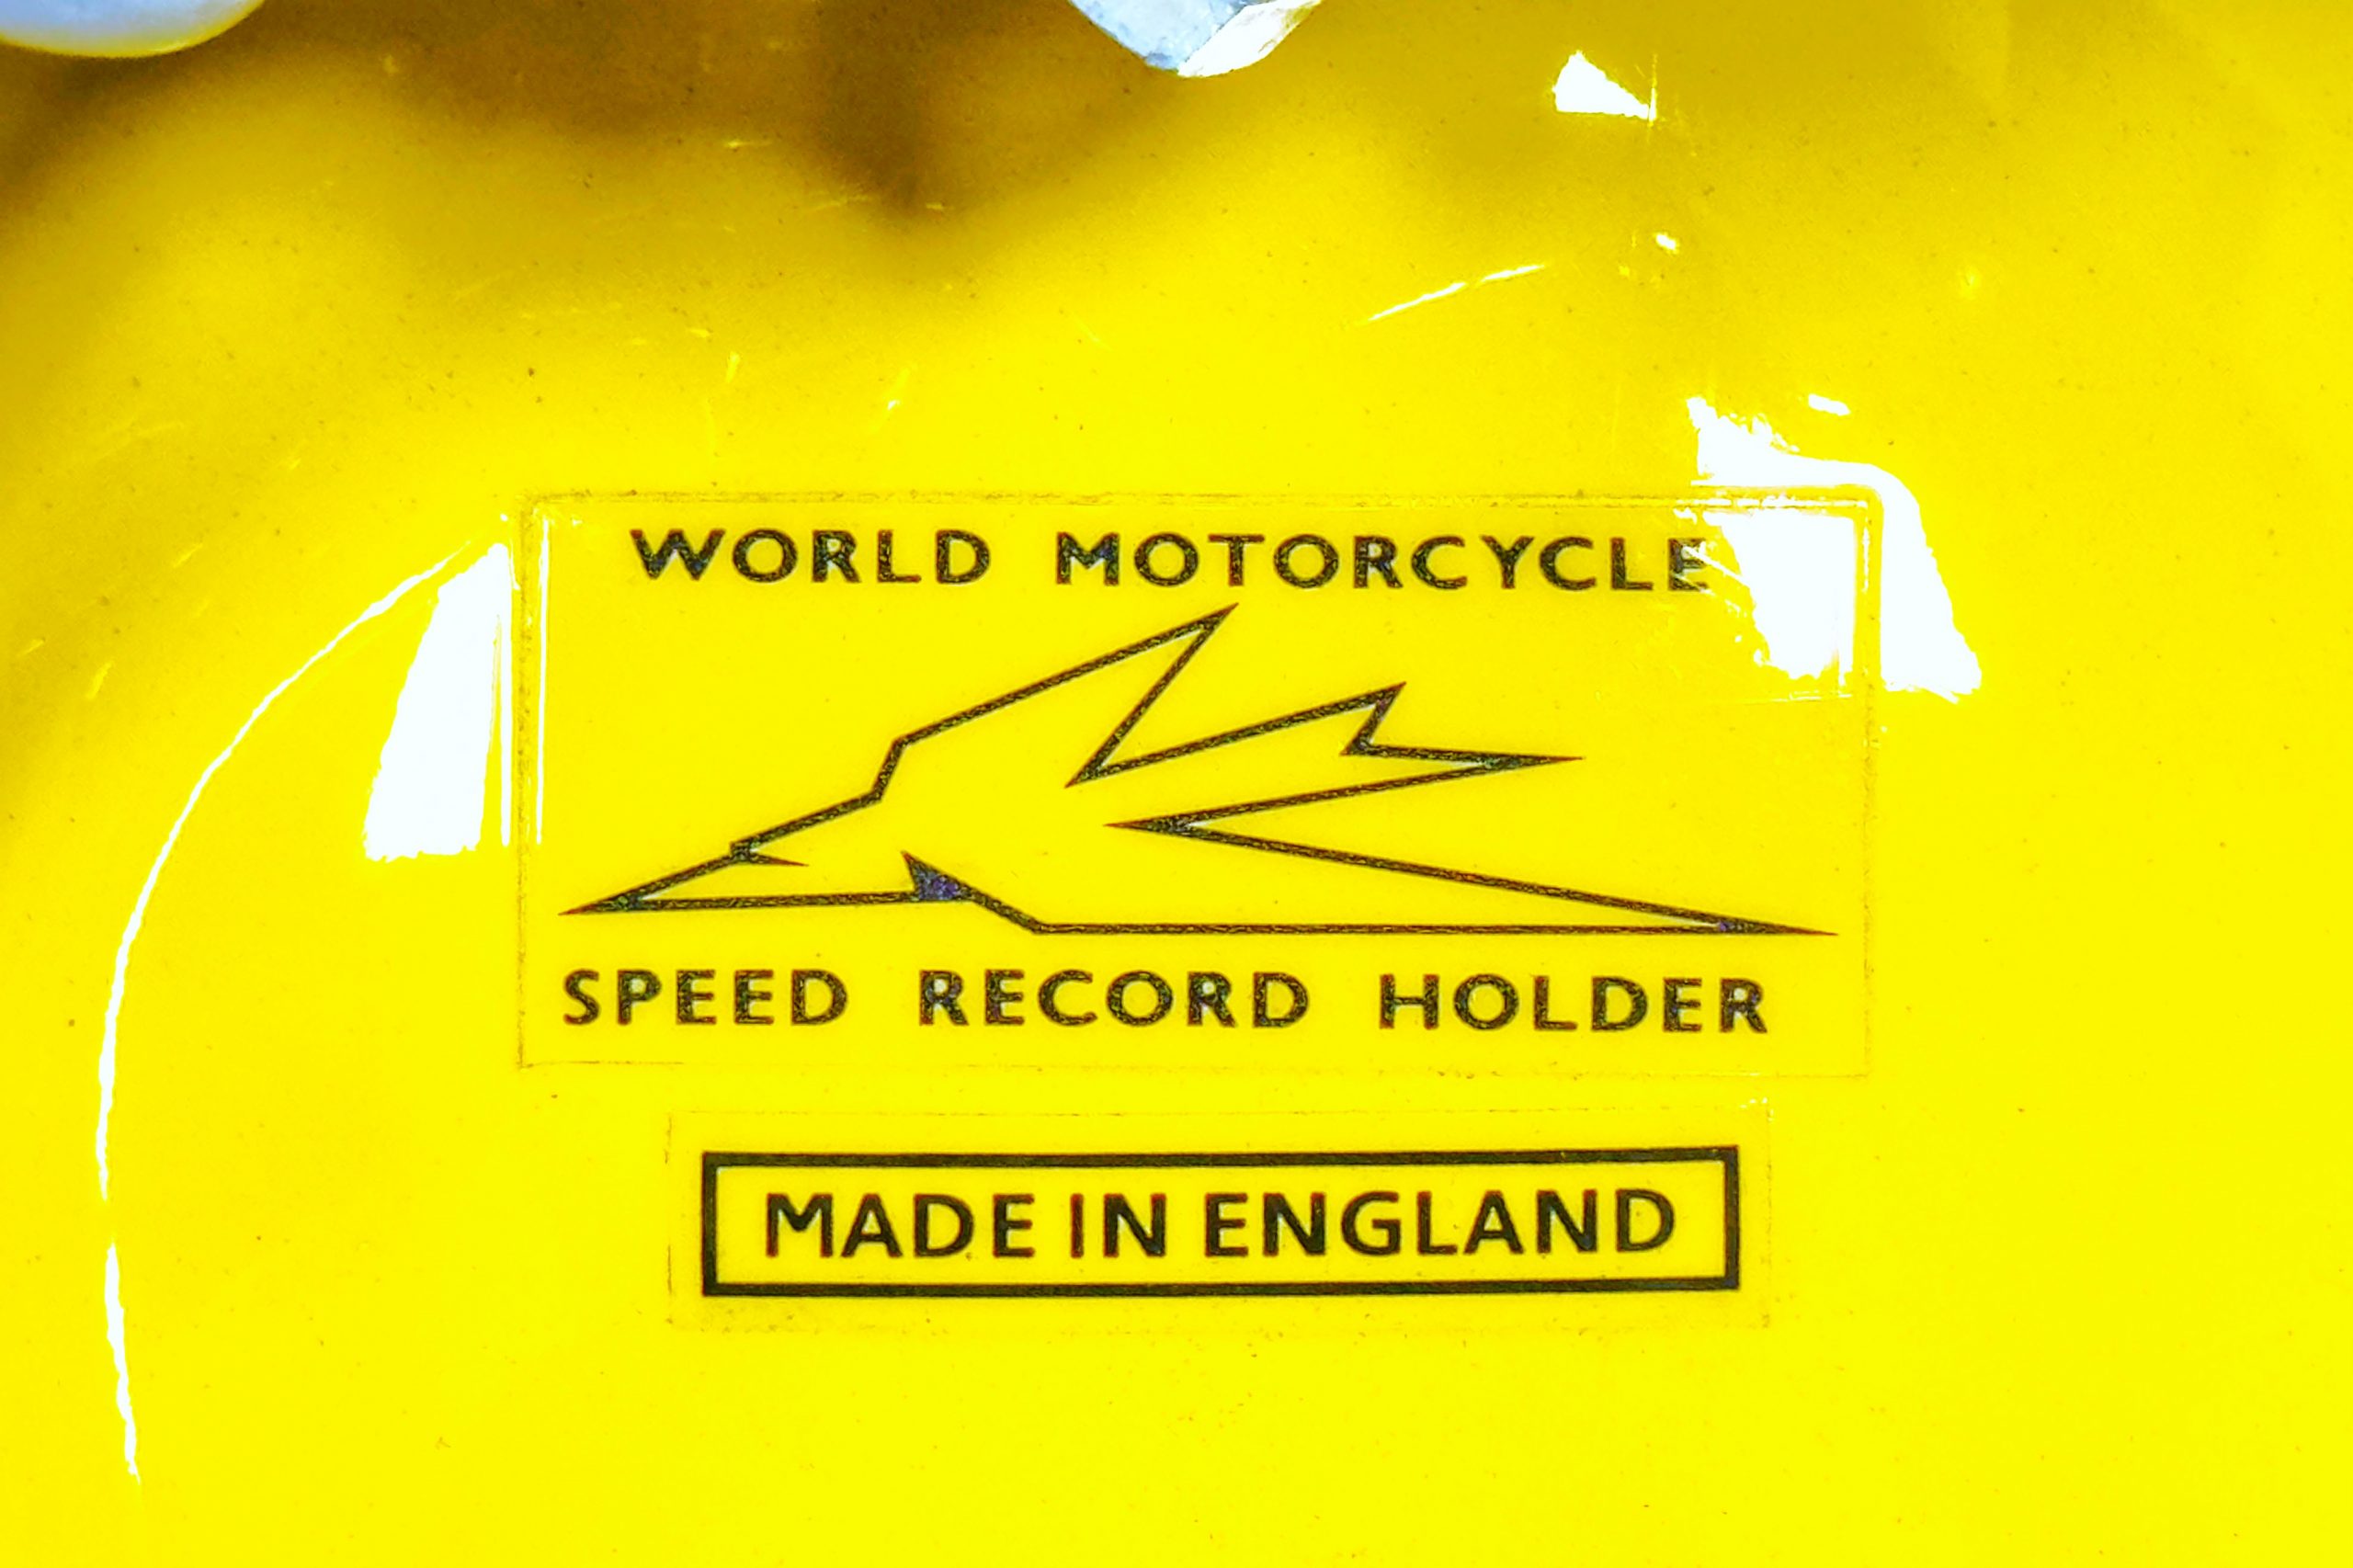 WORLD MOTORCYCLE
SPEED RECORD HOLDER
MADE IN ENGLAND